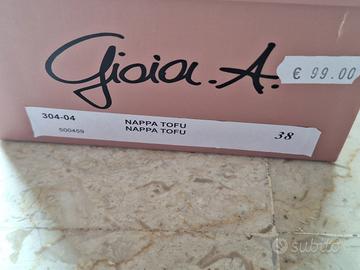 Gioia.A.
€ 99.00
304-04 NAPPA TOFU
500459 NAPPA TOFU 38
subito